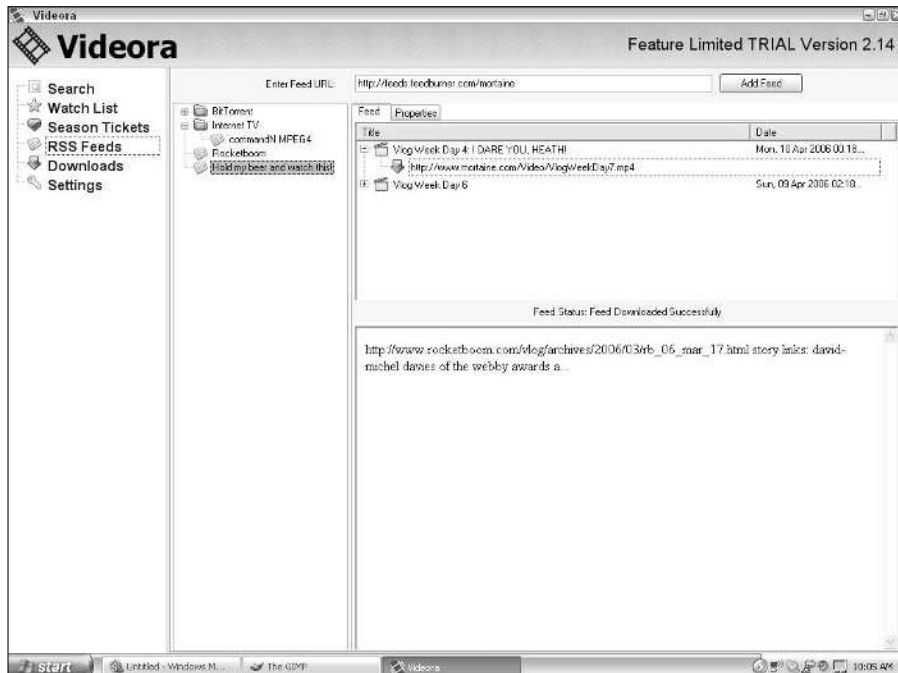 Videora
Videora
Feature Limited TRIAL Version 2.14
Search
Watch List
Season Tickets
RSS Feeds
Downloads
Settings
Enter Feed URL:
http://feeds.feedburner.com/mortaine
Add Feed
BitTorrent
Internet TV
commandN MPEG4
Rocketboom
Hold my beer and watch this!
Feed
Properties
Title
Date
Vlog Week Day 4: I DARE YOU, HEATH!
Mon, 10 Apr 2006 00:18...
http://www.mortaine.com/Video/VlogWeekDay7.mp4
Vlog Week Day 6
Sun, 09 Apr 2006 02:18...
Feed Status: Feed Downloaded Successfully
http://www.rocketboom.com/vlog/archives/2006/03/rb_06_mar_17.html story links: david-
michel davies of the webby awards a...
start
Untitled - Windows M...
The GIMP
Videora
10:05 AM